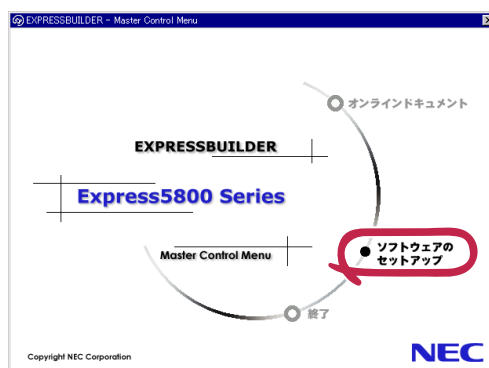 EXPRESSBUILDER - Master Control Menu
オンラインドキュメント
EXPRESSBUILDER
Express5800 Series
ソフトウェアの
セットアップ
Master Control Menu
終了
Copyright NEC Corporation
NEC